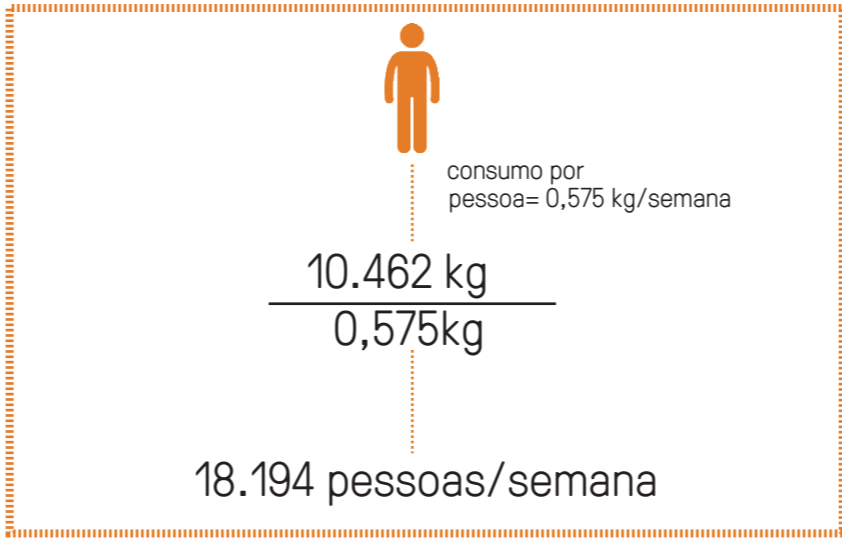 consumo por
pessoa= 0,575 kg/semana
10.462 kg
0,575kg
18.194 pessoas/semana